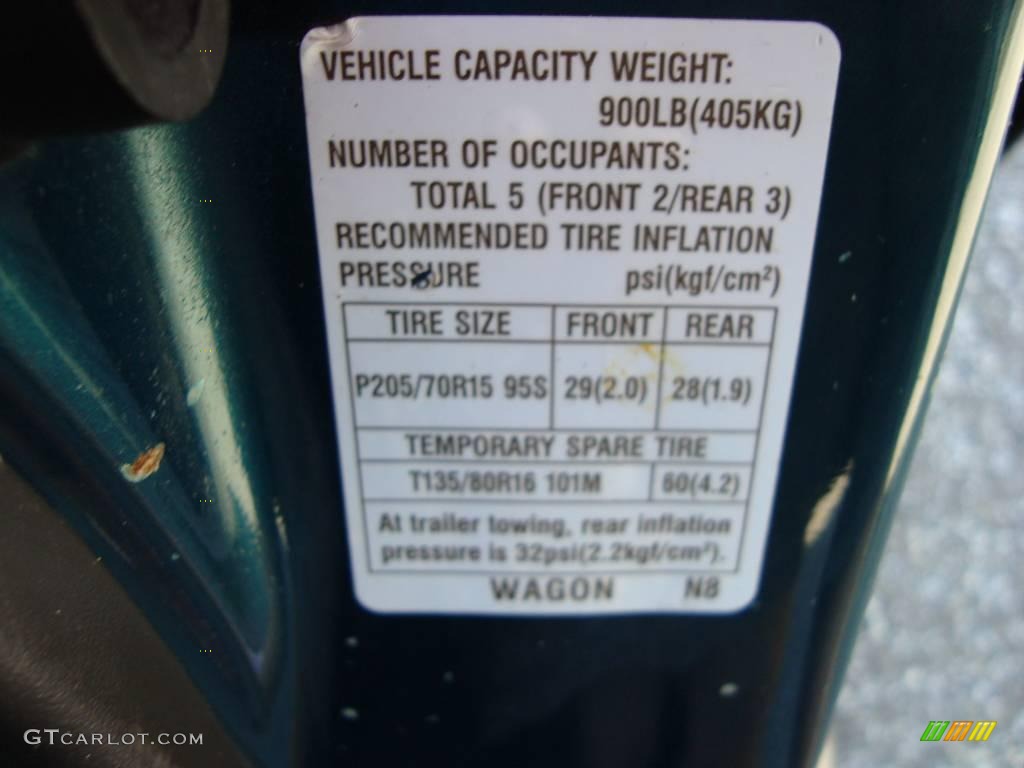 VEHICLE CAPACITY WEIGHT:
900LB(405KG)
NUMBER OF OCCUPANTS:
TOTAL 5 (FRONT 2/REAR 3)
RECOMMENDED TIRE INFLATION
PRESSURE psi(kgf/cm²)
TIRE SIZE FRONT REAR
P205/70R15 95S 29(2.0) 28(1.9)
TEMPORARY SPARE TIRE
T135/80R16 101M 60(4.2)
At trailer towing, rear inflation
pressure is 32psi(2.2kgf/cm²).
WAGON N8
GTCARLOT.COM